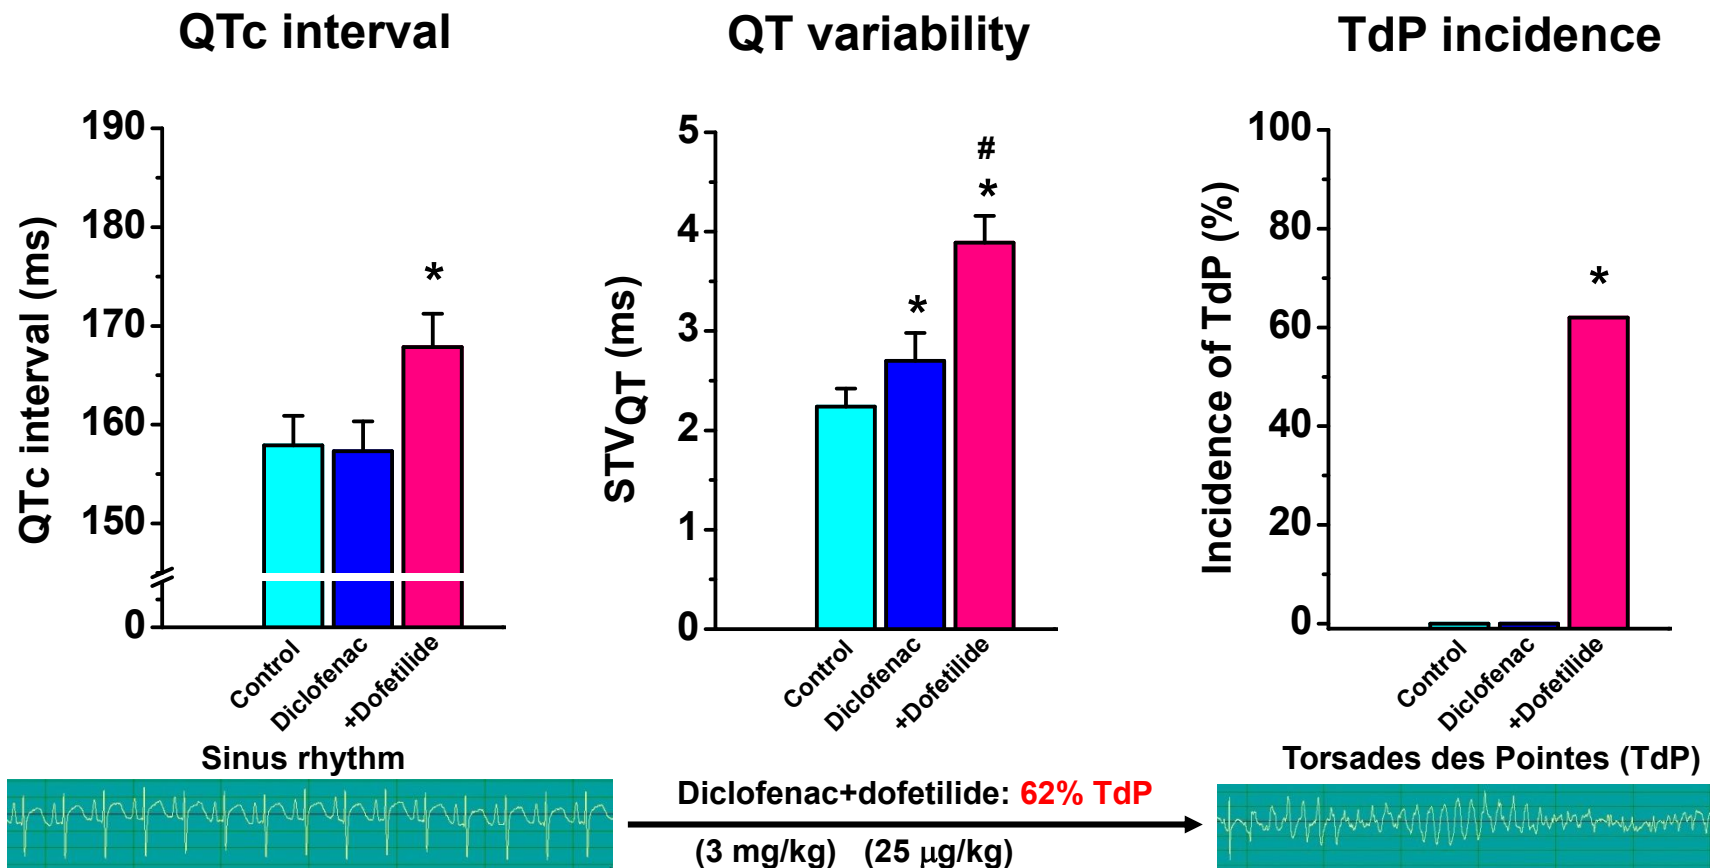 QTc interval
QT variability
TdP incidence
QTc interval (ms)
190
180
170
160
150
0
*
Control
Diclofenac
+Dofetilide
STVQT (ms)
5
4
3
2
1
0
*
#
*
Control
Diclofenac
+Dofetilide
Incidence of TdP (%)
100
80
60
40
20
0
*
Control
Diclofenac
+Dofetilide
Sinus rhythm
Diclofenac+dofetilide: 62% TdP
(3 mg/kg) (25 μg/kg)
Torsades des Pointes (TdP)